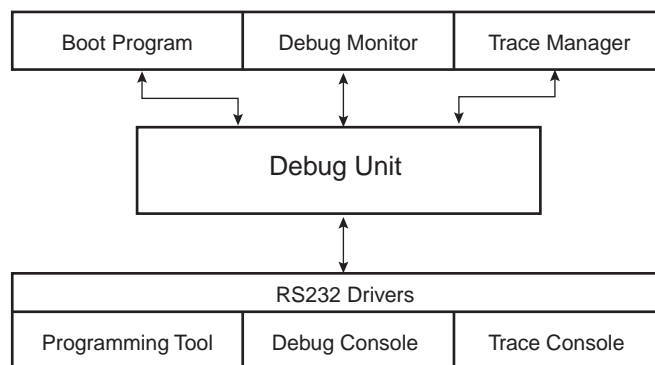 Boot Program Debug Monitor Trace Manager
Debug Unit
RS232 Drivers
Programming Tool Debug Console Trace Console